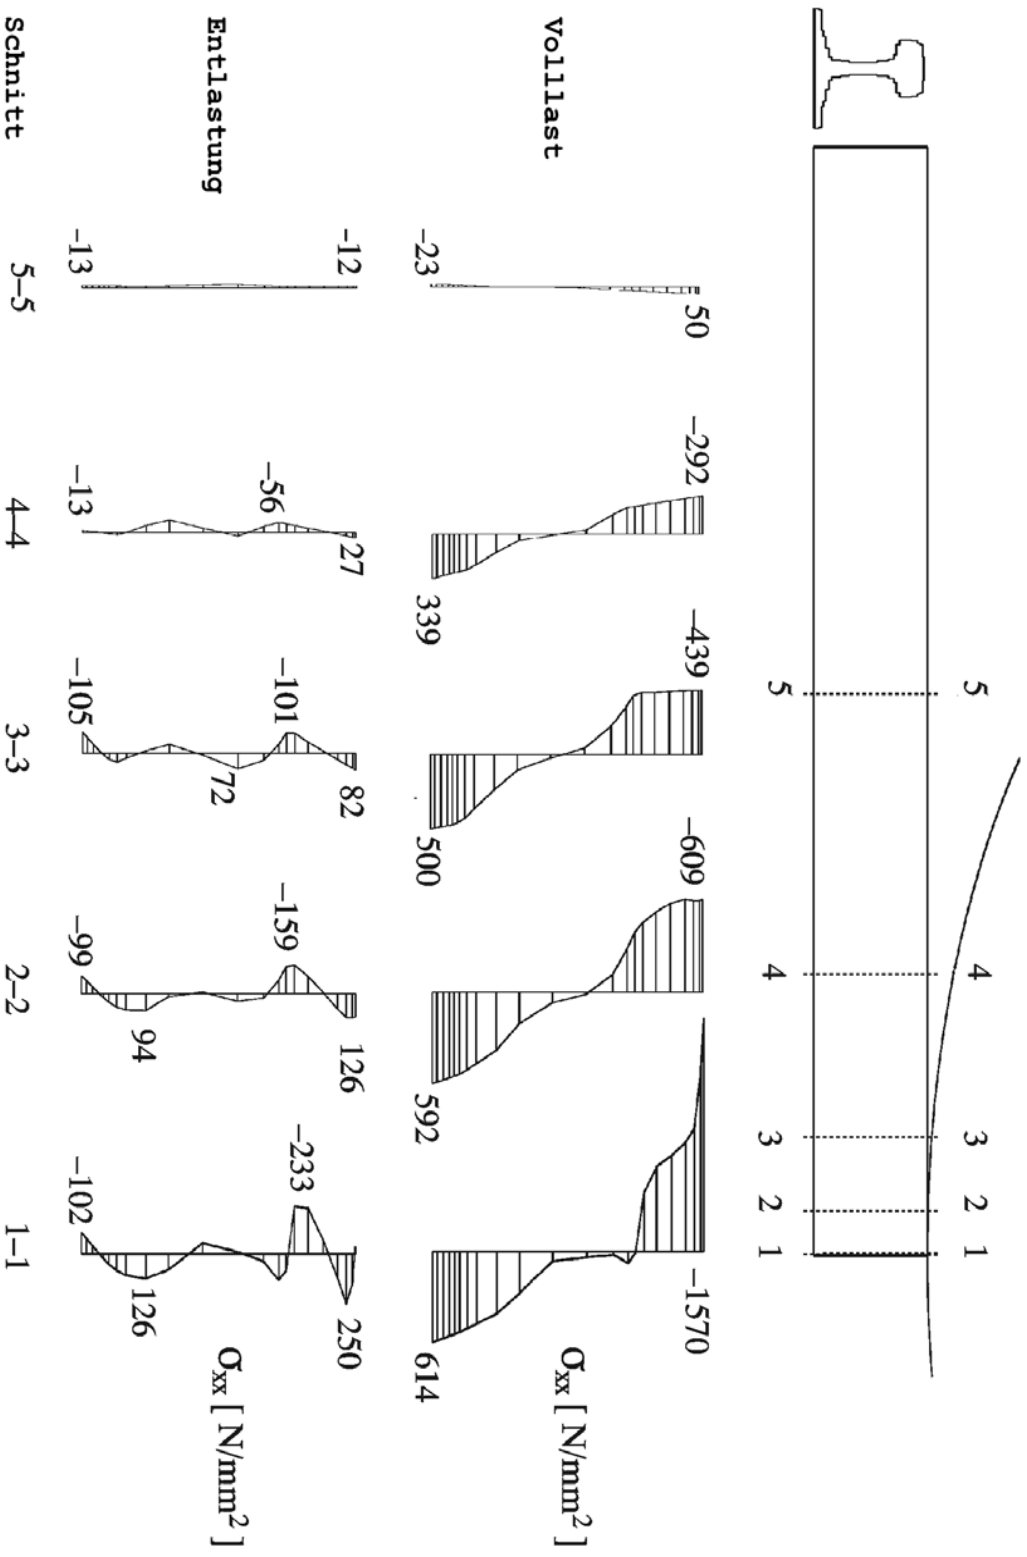 5 4 3 2 1
5 4 3 2 1
Volllast
50 -292 -439 -609 -1570
σxx [ N/mm² ]
-23 339 500 592 614
Entlastung
-12 27 82 126 250
-56 -101 -159 -233
σxx [ N/mm² ]
72 94 126
-13 -13 -105 -99 -102
Schnitt 5-5 4-4 3-3 2-2 1-1